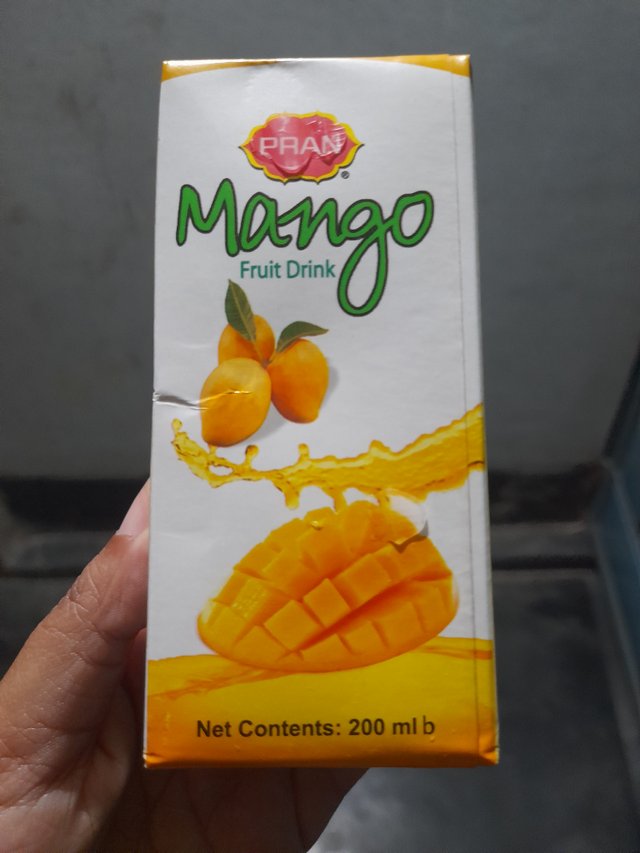 PRAN
®
Mango
Fruit Drink
Net Contents: 200 ml b